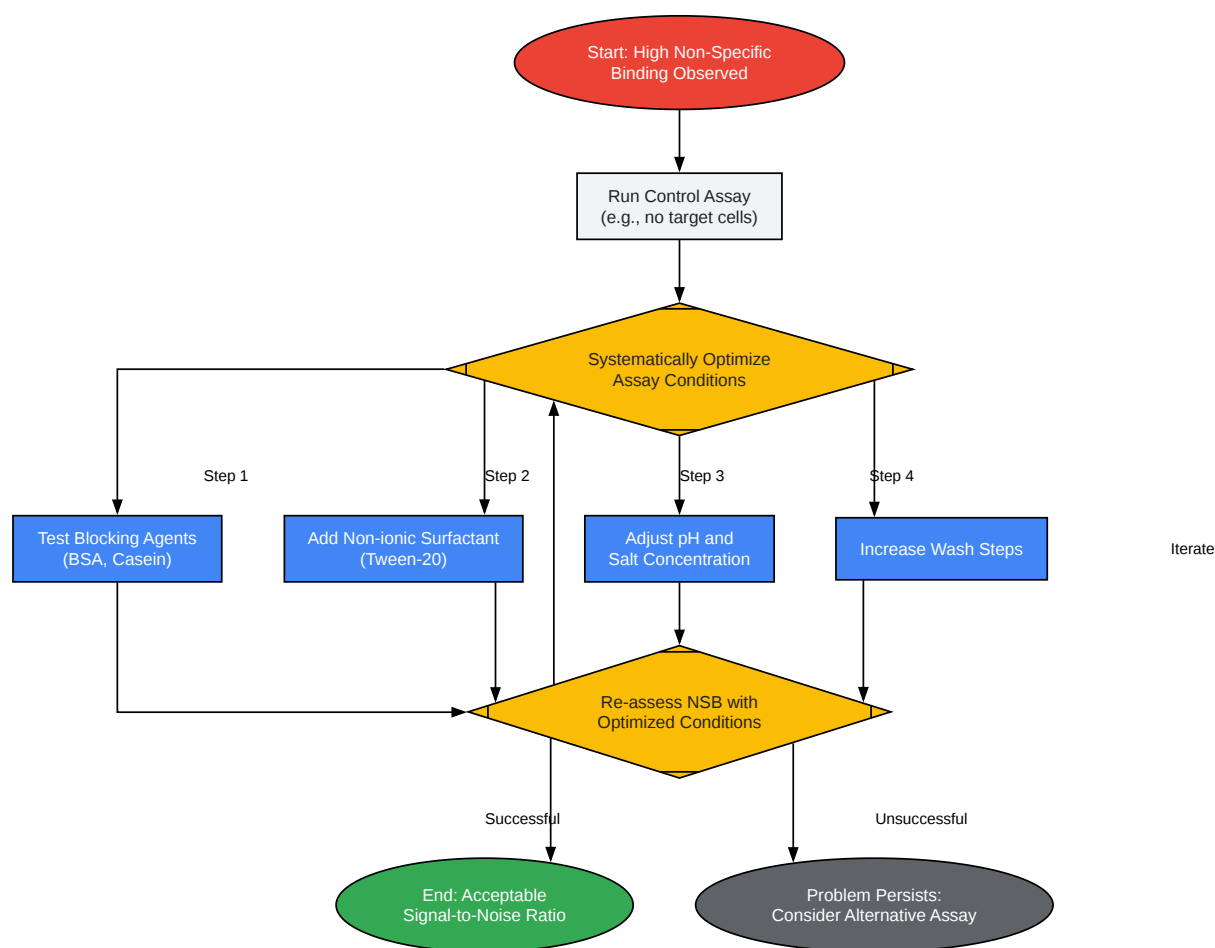 Start: High Non-Specific
Binding Observed
Run Control Assay
(e.g., no target cells)
Systematically Optimize
Assay Conditions
Step 1
Step 2
Step 3
Step 4
Test Blocking Agents
(BSA, Casein)
Add Non-ionic Surfactant
(Tween-20)
Adjust pH and
Salt Concentration
Increase Wash Steps
Iterate
Re-assess NSB with
Optimized Conditions
Successful
Unsuccessful
End: Acceptable
Signal-to-Noise Ratio
Problem Persists:
Consider Alternative Assay